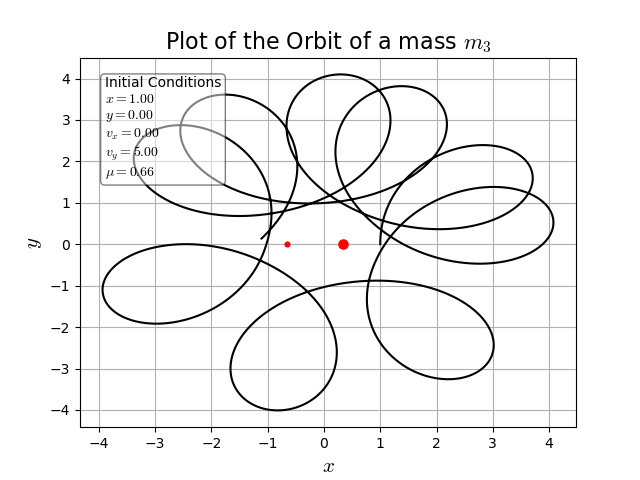 Plot of the Orbit of a mass m₃
Initial Conditions
x = 1.00
y = 0.00
vₓ = 0.00
v_y = 5.00
μ = 0.66
y
4
3
2
1
0
−1
−2
−3
−4
−4 −3 −2 −1 0 1 2 3 4
x